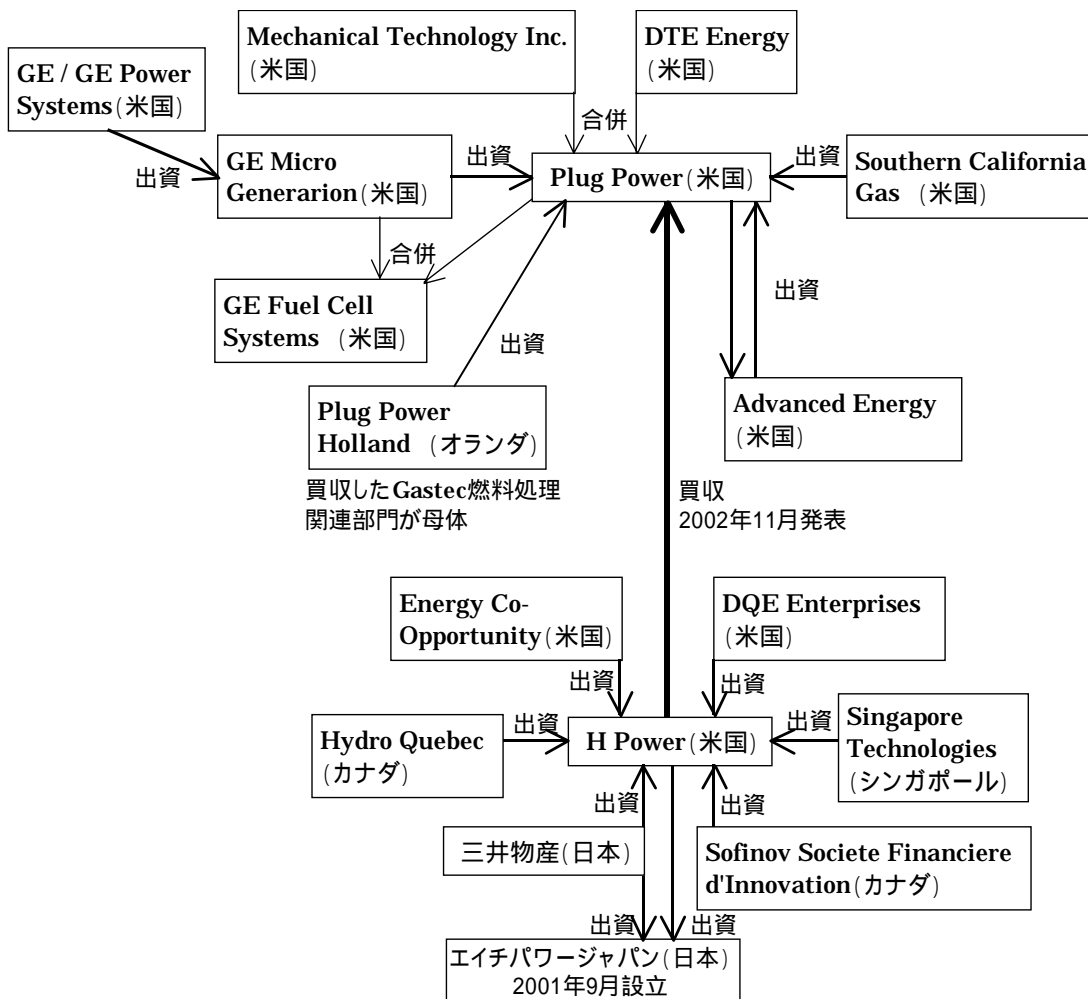 Mechanical Technology Inc.
(米国)
DTE Energy
(米国)
GE / GE Power
Systems(米国)
合併
出資
GE Micro
Generarion(米国)
出資
Plug Power(米国)
出資
Southern California
Gas (米国)
合併
GE Fuel Cell
Systems (米国)
出資
出資
Plug Power
Holland (オランダ)
Advanced Energy
(米国)
買収したGastec燃料処理
関連部門が母体
買収
2002年11月発表
Energy Co-
Opportunity(米国)
DQE Enterprises
(米国)
出資
出資
Hydro Quebec
(カナダ)
出資
H Power(米国)
出資
Singapore
Technologies
(シンガポール)
出資
出資
三井物産(日本)
Sofinov Societe Financiere
d'Innovation(カナダ)
出資
出資
エイチパワージャパン(日本)
2001年9月設立